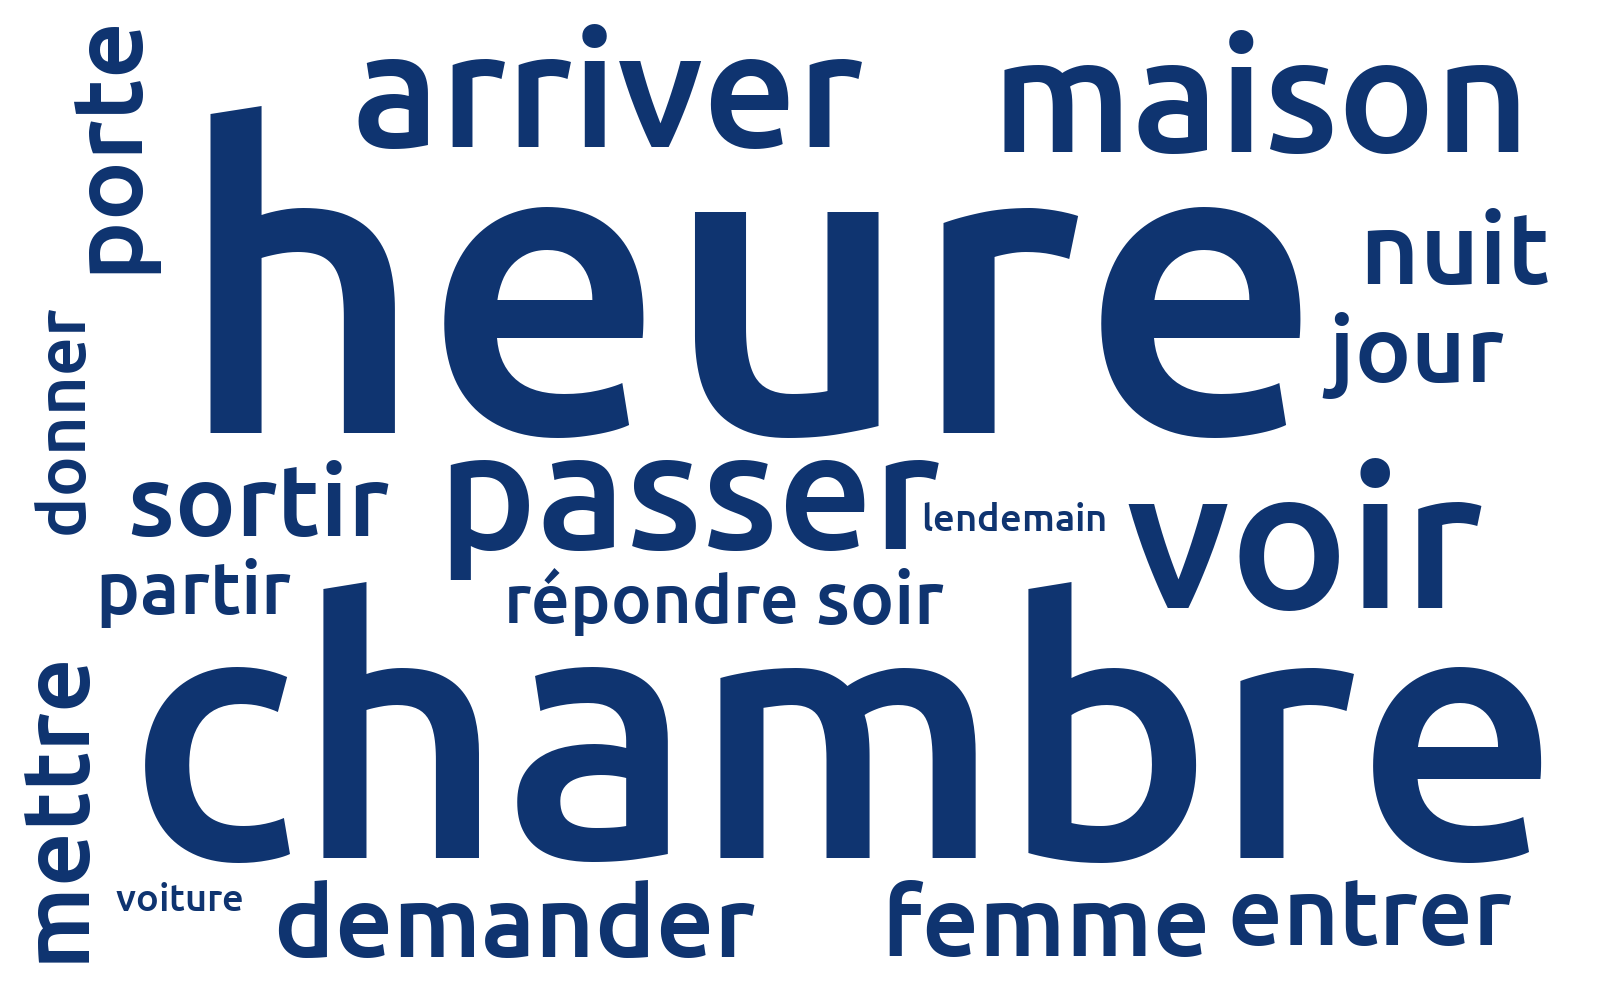 porte
arriver
maison
heure
nuit
jour
donner
sortir
passer
lendemain
voir
partir
répondre
soir
mettre
chambre
voiture
demander
femme
entrer